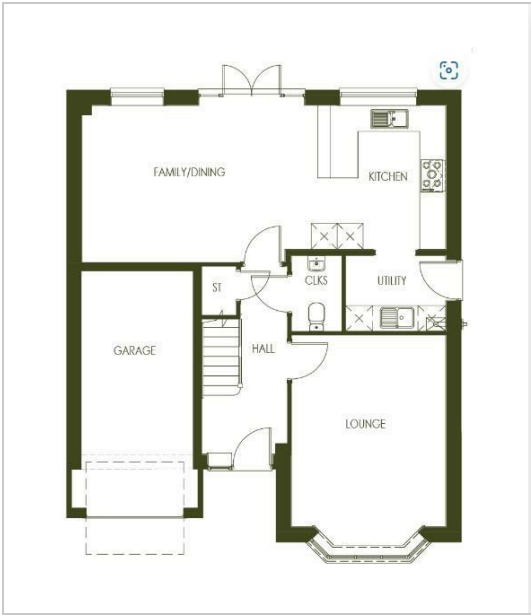 FAMILY/DINING
KITCHEN
ST
CLKS
UTILITY
GARAGE
HALL
LOUNGE